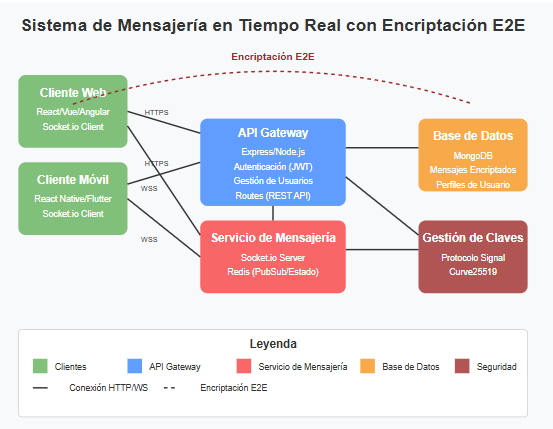 Sistema de Mensajería en Tiempo Real con Encriptación E2E
Encriptación E2E
Cliente Web
React/Vue/Angular
Socket.io Client
HTTPS
API Gateway
Express/Node.js
Autenticación (JWT)
Gestión de Usuarios
Routes (REST API)
Base de Datos
MongoDB
Mensajes Encriptados
Perfiles de Usuario
HTTPS
Cliente Móvil
React Native/Flutter
Socket.io Client
WSS
WSS
Servicio de Mensajería
Socket.io Server
Redis (PubSub/Estado)
Gestión de Claves
Protocolo Signal
Curve25519
Leyenda
Clientes
API Gateway
Servicio de Mensajería
Base de Datos
Seguridad
Conexión HTTP/WS
Encriptación E2E